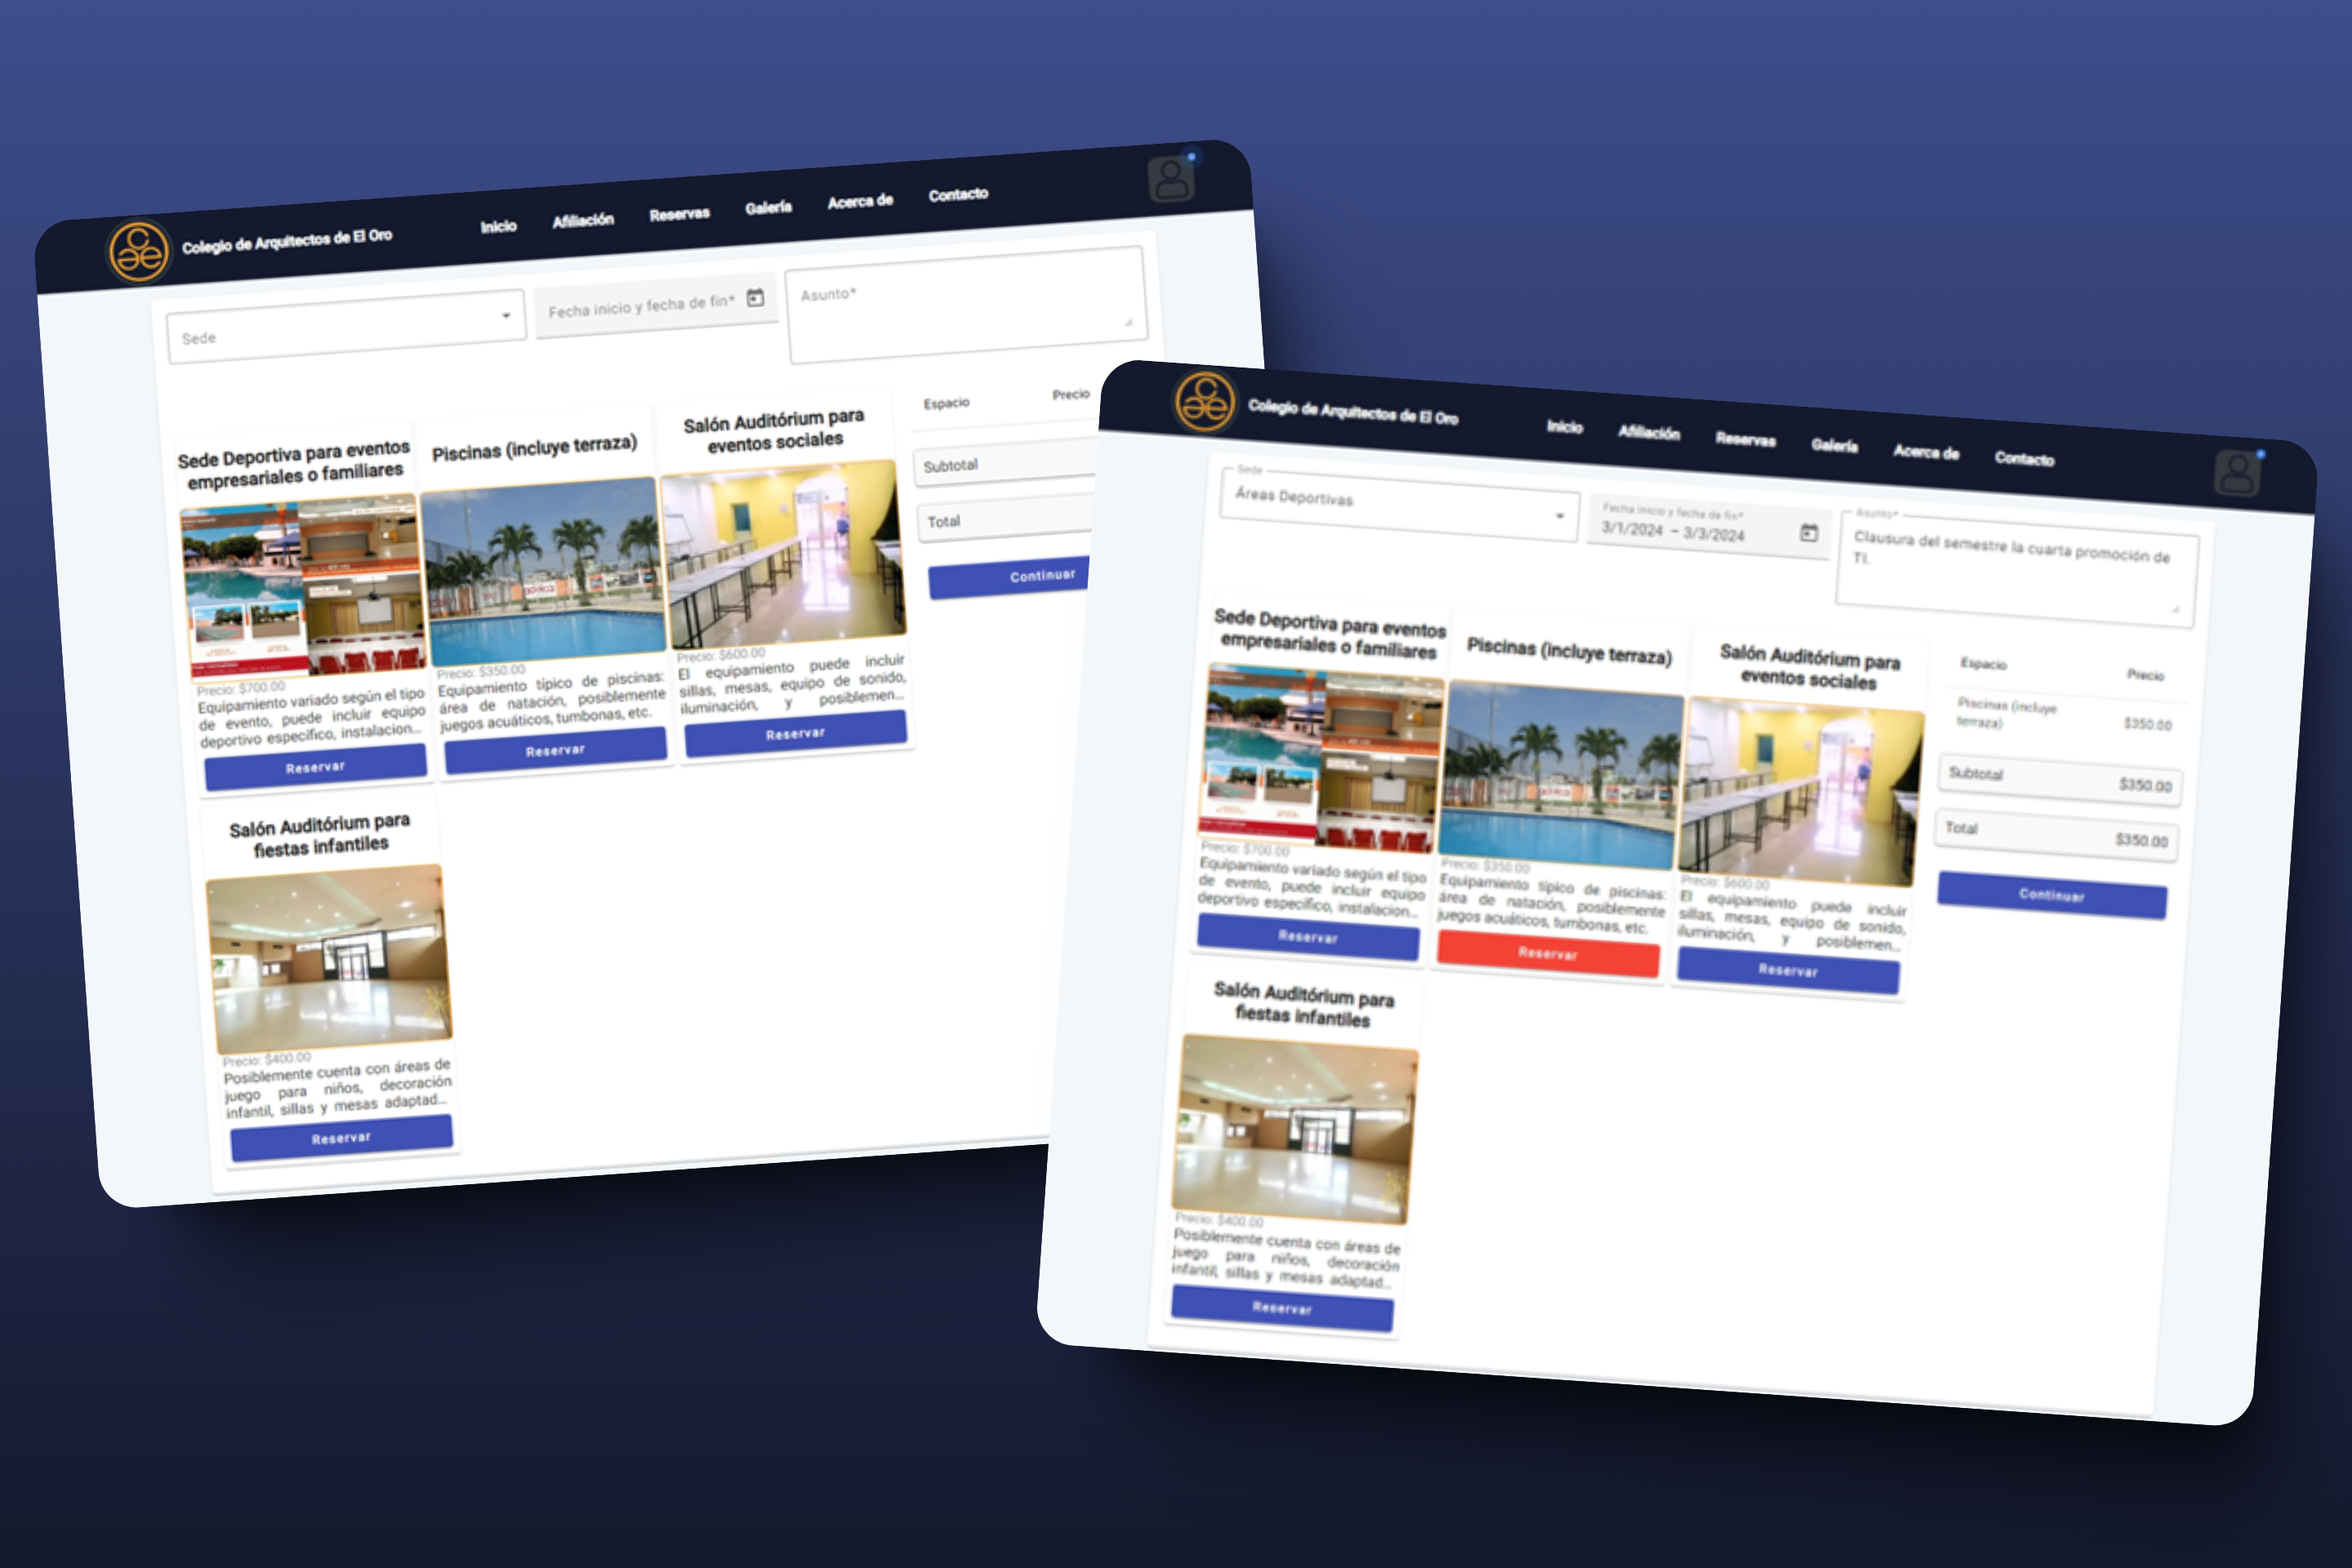 Colegio de Arquitectos de El Oro
Inicio
Afiliación
Reservas
Galería
Acerca de
Contacto
Sede
Fecha inicio y fecha de fin*
Asunto*
Sede Deportiva para eventos
empresariales o familiares
Precio: $700.00
Equipamiento variado según el tipo
de evento, puede incluir equipo
deportivo específico, instalacion...
Reservar
Piscinas (incluye terraza)
Precio: $350.00
Equipamiento típico de piscinas:
área de natación, posiblemente
juegos acuáticos, tumbonas, etc.
Reservar
Salón Auditórium para
eventos sociales
Precio: $600.00
El equipamiento puede incluir
sillas, mesas, equipo de sonido,
iluminación, y posiblemen...
Reservar
Espacio
Precio
Subtotal
Total
Continuar
Salón Auditórium para
fiestas infantiles
Precio: $400.00
Posiblemente cuenta con áreas de
juego para niños, decoración
infantil, sillas y mesas adaptad...
Reservar
Colegio de Arquitectos de El Oro
Inicio
Afiliación
Reservas
Galería
Acerca de
Contacto
Sede
Áreas Deportivas
Fecha inicio y fecha de fin*
3/1/2024 – 3/3/2024
Asunto*
Clausura del semestre la cuarta promoción de
TI.
Sede Deportiva para eventos
empresariales o familiares
Precio: $700.00
Equipamiento variado según el tipo
de evento, puede incluir equipo
deportivo específico, instalacion...
Reservar
Piscinas (incluye terraza)
Precio: $350.00
Equipamiento típico de piscinas:
área de natación, posiblemente
juegos acuáticos, tumbonas, etc.
Reservar
Salón Auditórium para
eventos sociales
Precio: $600.00
El equipamiento puede incluir
sillas, mesas, equipo de sonido,
iluminación, y posiblemen...
Reservar
Espacio
Precio
Piscinas (incluye
terraza)
$350.00
Subtotal
$350.00
Total
$350.00
Continuar
Salón Auditórium para
fiestas infantiles
Precio: $400.00
Posiblemente cuenta con áreas de
juego para niños, decoración
infantil, sillas y mesas adaptad...
Reservar